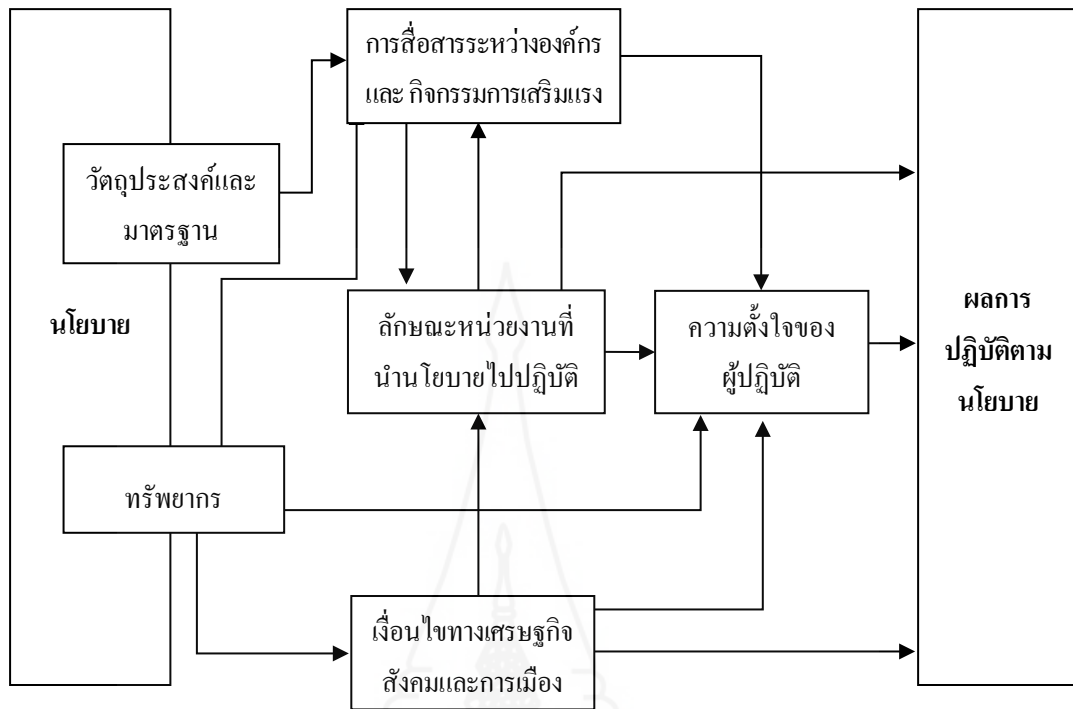 การสื่อสารระหว่างองค์กร
และ กิจกรรมการเสริมแรง
วัตถุประสงค์และ
มาตรฐาน
นโยบาย
ลักษณะหน่วยงานที่
นำนโยบายไปปฏิบัติ
ความตั้งใจของ
ผู้ปฏิบัติ
ผลการ
ปฏิบัติตาม
นโยบาย
ทรัพยากร
เงื่อนไขทางเศรษฐกิจ
สังคมและการเมือง